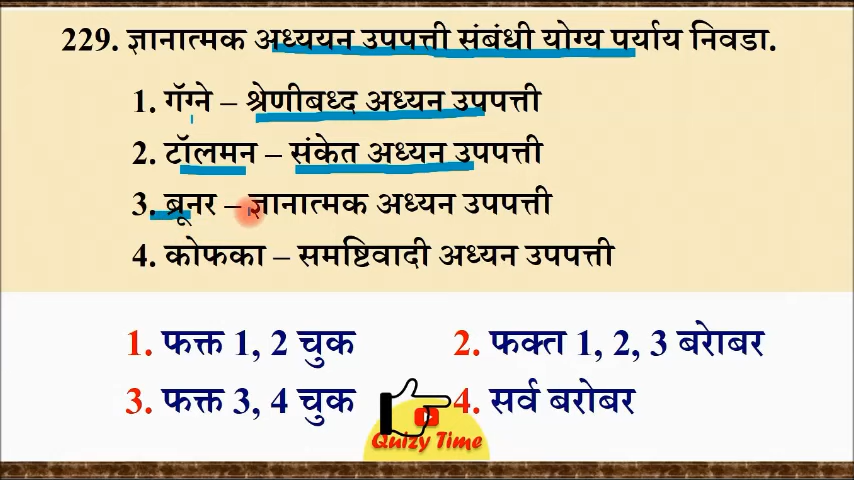 229. ज्ञानात्मक अध्ययन उपपत्ती संबंधी योग्य पर्याय निवडा.
1. गॅग्ने – श्रेणीबध्द अध्यन उपपत्ती
2. टॉलमन – संकेत अध्यन उपपत्ती
3. ब्रूनर – ज्ञानात्मक अध्यन उपपत्ती
4. कोफका – समष्टिवादी अध्यन उपपत्ती
1. फक्त 1, 2 चुक
2. फक्त 1, 2, 3 बरोबर
3. फक्त 3, 4 चुक
4. सर्व बरोबर
Quizy Time